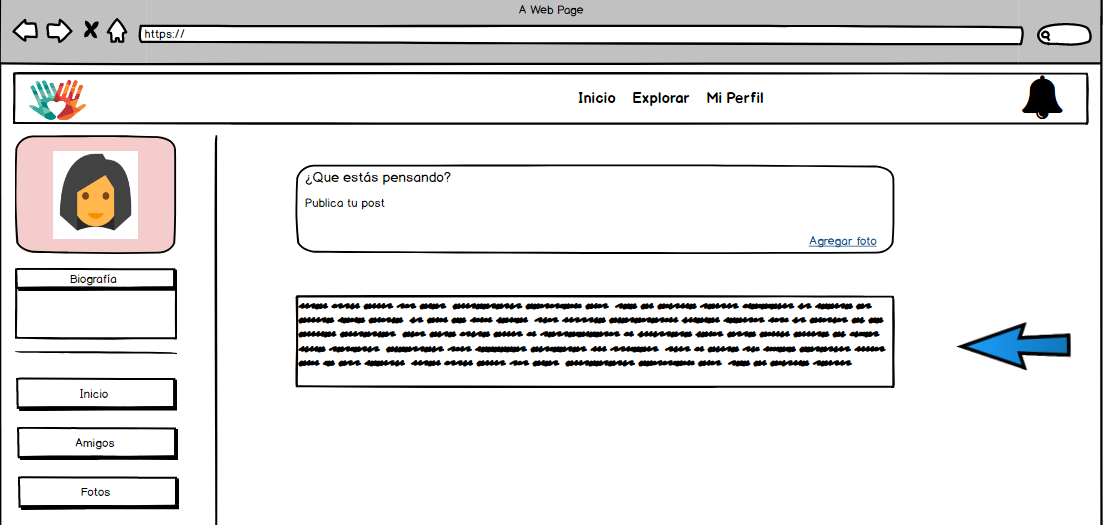 A Web Page
https://
Inicio Explorar Mi Perfil
¿Que estás pensando?
Publica tu post
Agregar foto
Biografía
Inicio
Amigos
Fotos